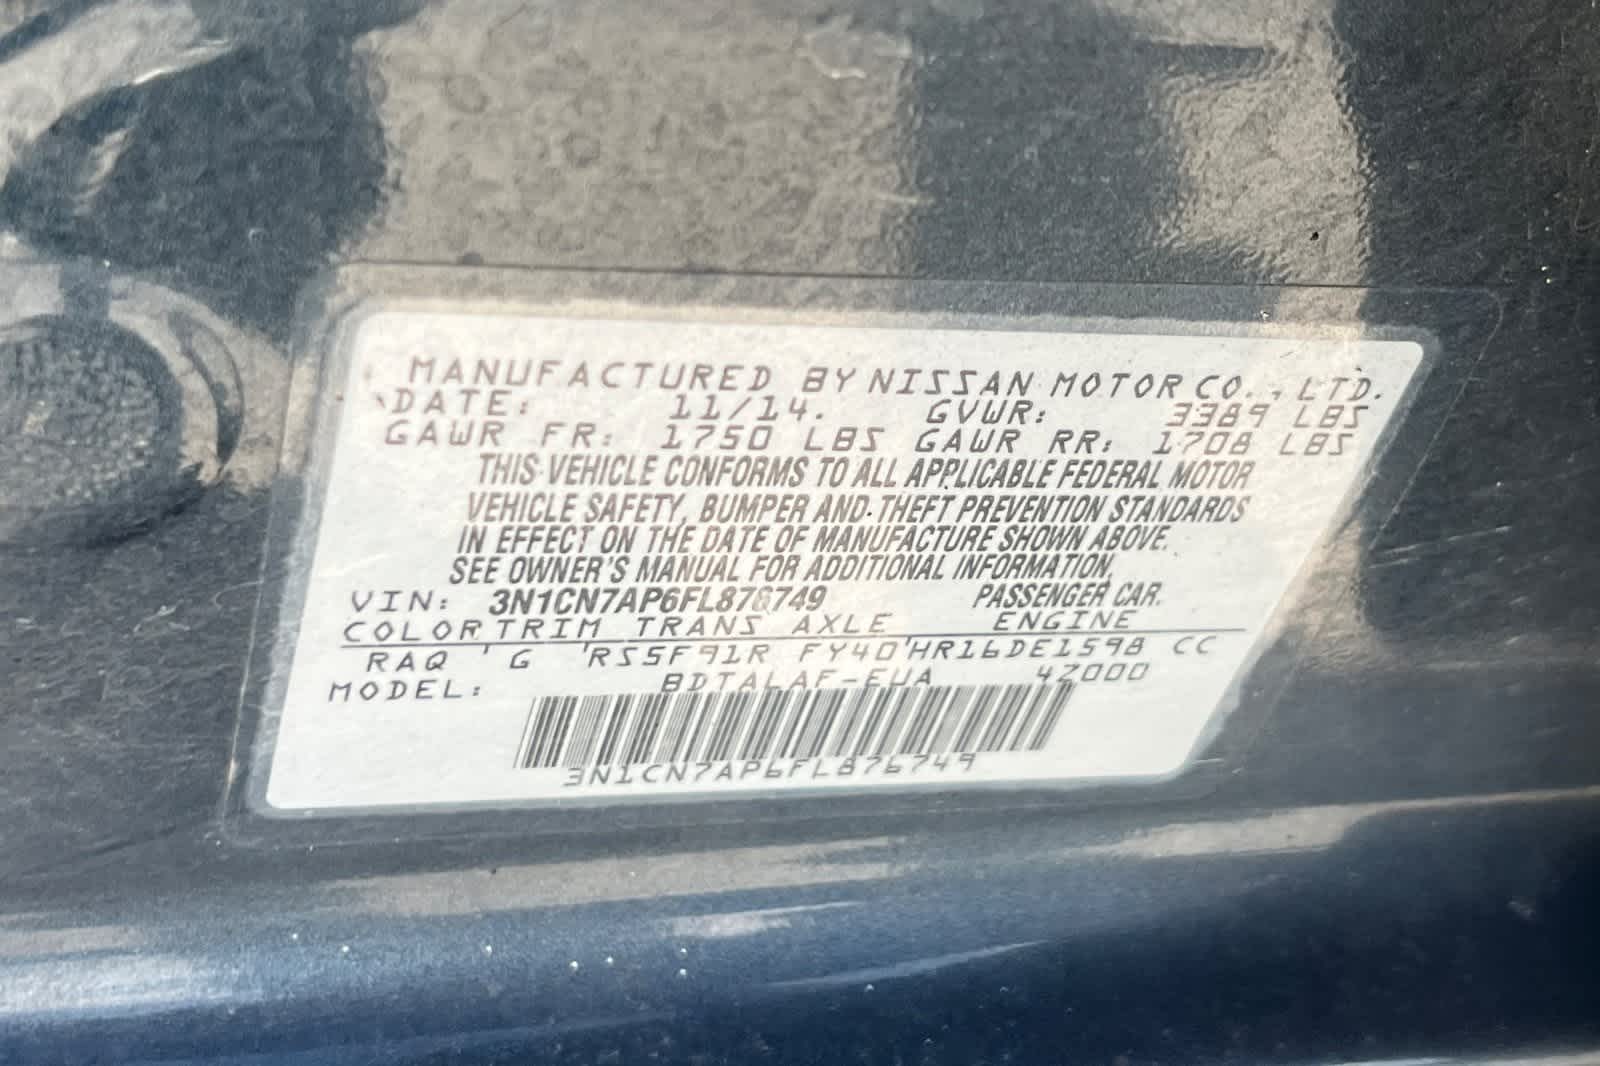 MANUFACTURED BY NISSAN MOTOR CO., LTD.
DATE: 11/14. GVWR: 3389 LBS
GAWR FR: 1750 LBS GAWR RR: 1708 LBS
THIS VEHICLE CONFORMS TO ALL APPLICABLE FEDERAL MOTOR
VEHICLE SAFETY, BUMPER AND THEFT PREVENTION STANDARDS
IN EFFECT ON THE DATE OF MANUFACTURE SHOWN ABOVE.
SEE OWNER'S MANUAL FOR ADDITIONAL INFORMATION.
VIN: 3N1CN7AP6FL876749 PASSENGER CAR.
COLOR TRIM TRANS AXLE ENGINE
RAQ ' G 'RS5F91R FY40'HR16DE1598 CC
MODEL: BDTALAF-EUA 4Z000
3N1CN7AP6FL876749